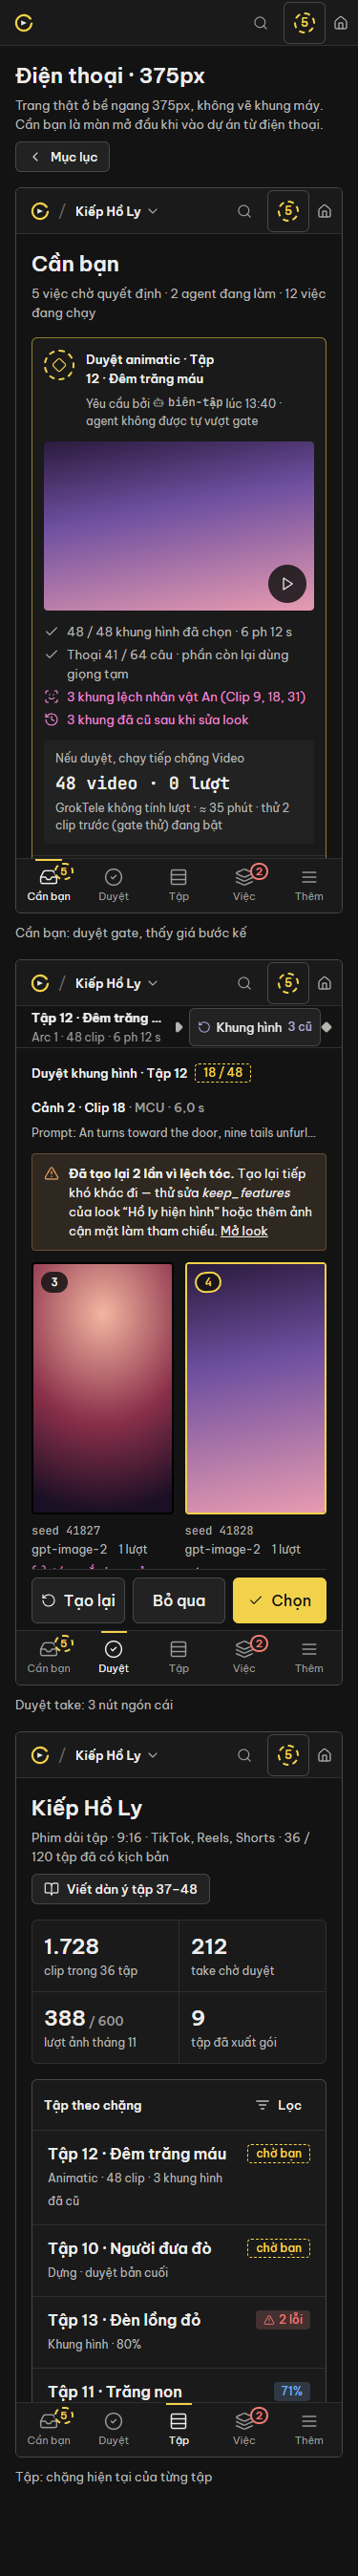 5
Điện thoại · 375px
Trang thật ở bề ngang 375px, không vẽ khung máy.
Cần bạn là màn mở đầu khi vào dự án từ điện thoại.
Mục lục
/ Kiếp Hồ Ly
5
Cần bạn
5 việc chờ quyết định · 2 agent đang làm · 12 việc
đang chạy
Duyệt animatic · Tập
12 · Đêm trăng máu
Yêu cầu bởi biên-tập lúc 13:40 ·
agent không được tự vượt gate
48 / 48 khung hình đã chọn · 6 ph 12 s
Thoại 41 / 64 câu · phần còn lại dùng
giọng tạm
3 khung lệch nhân vật An (Clip 9, 18, 31)
3 khung đã cũ sau khi sửa look
Nếu duyệt, chạy tiếp chặng Video
48 video · 0 lượt
GrokTele không tính lượt · ≈ 35 phút · thử 2
clip trước (gate thử) đang bật
5
2
Cần bạn
Duyệt
Tập
Việc
Thêm
Cần bạn: duyệt gate, thấy giá bước kế
/ Kiếp Hồ Ly
5
Tập 12 · Đêm trăng ...
Arc 1 · 48 clip · 6 ph 12 s
Khung hình 3 cũ
Duyệt khung hình · Tập 12 18 / 48
Cảnh 2 · Clip 18 · MCU · 6,0 s
Prompt: An turns toward the door, nine tails unfurl...
Đã tạo lại 2 lần vì lệch tóc. Tạo lại tiếp
khó khác đi — thử sửa keep_features
của look “Hồ ly hiện hình” hoặc thêm ảnh
cận mặt làm tham chiếu. Mở look
3
4
seed 41827
seed 41828
gpt-image-2 1 lượt
gpt-image-2 1 lượt
Tạo lại
Bỏ qua
Chọn
5
2
Cần bạn
Duyệt
Tập
Việc
Thêm
Duyệt take: 3 nút ngón cái
/ Kiếp Hồ Ly
5
Kiếp Hồ Ly
Phim dài tập · 9:16 · TikTok, Reels, Shorts · 36 /
120 tập đã có kịch bản
Viết dàn ý tập 37–48
1.728
clip trong 36 tập
212
take chờ duyệt
388 / 600
lượt ảnh tháng 11
9
tập đã xuất gói
Tập theo chặng
Lọc
Tập 12 · Đêm trăng máu
chờ bạn
Animatic · 48 clip · 3 khung hình
đã cũ
Tập 10 · Người đưa đò
chờ bạn
Dựng · duyệt bản cuối
Tập 13 · Đèn lồng đỏ
2 lỗi
Khung hình · 80%
Tập 11 · Trăng non
71%
5
2
Cần bạn
Duyệt
Tập
Việc
Thêm
Tập: chặng hiện tại của từng tập